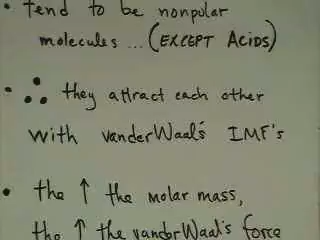 • tend to be nonpolar
molecules ... (EXCEPT ACIDS)
• ∴ they attract each other
with vanderWaal's IMF's
• the ↑ the molar mass,
the ↑ the vanderWaal's force